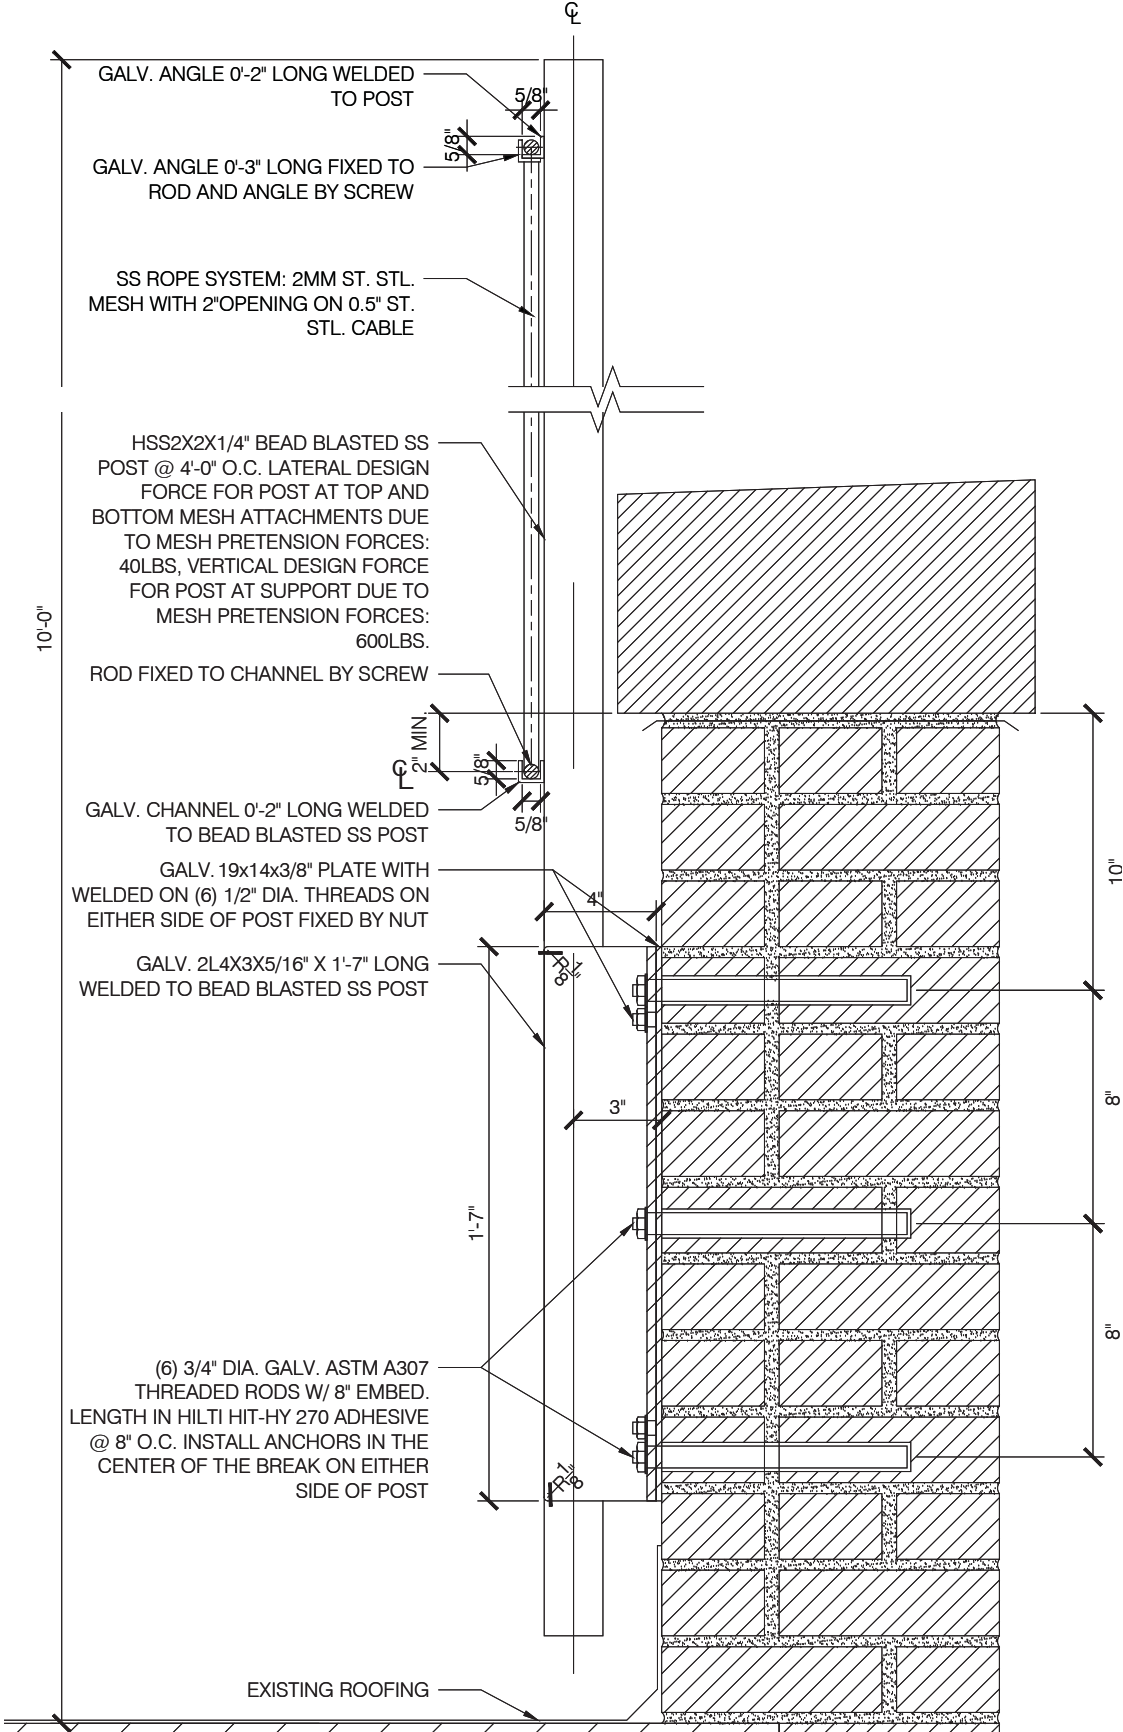 ℄
GALV. ANGLE 0'-2" LONG WELDED
TO POST
5/8"
5/8"
GALV. ANGLE 0'-3" LONG FIXED TO
ROD AND ANGLE BY SCREW
SS ROPE SYSTEM: 2MM ST. STL.
MESH WITH 2"OPENING ON 0.5" ST.
STL. CABLE
HSS2X2X1/4" BEAD BLASTED SS
POST @ 4'-0" O.C. LATERAL DESIGN
FORCE FOR POST AT TOP AND
BOTTOM MESH ATTACHMENTS DUE
TO MESH PRETENSION FORCES:
40LBS, VERTICAL DESIGN FORCE
FOR POST AT SUPPORT DUE TO
MESH PRETENSION FORCES:
600LBS.
10'-0"
ROD FIXED TO CHANNEL BY SCREW
2" MIN
℄
5/8"
5/8"
GALV. CHANNEL 0'-2" LONG WELDED
TO BEAD BLASTED SS POST
GALV. 19x14x3/8" PLATE WITH
WELDED ON (6) 1/2" DIA. THREADS ON
EITHER SIDE OF POST FIXED BY NUT
4"
10"
GALV. 2L4X3X5/16" X 1'-7" LONG
WELDED TO BEAD BLASTED SS POST
R1/8"
3"
8"
1'-7"
8"
(6) 3/4" DIA. GALV. ASTM A307
THREADED RODS W/ 8" EMBED.
LENGTH IN HILTI HIT-HY 270 ADHESIVE
@ 8" O.C. INSTALL ANCHORS IN THE
CENTER OF THE BREAK ON EITHER
SIDE OF POST
R1/8"
EXISTING ROOFING